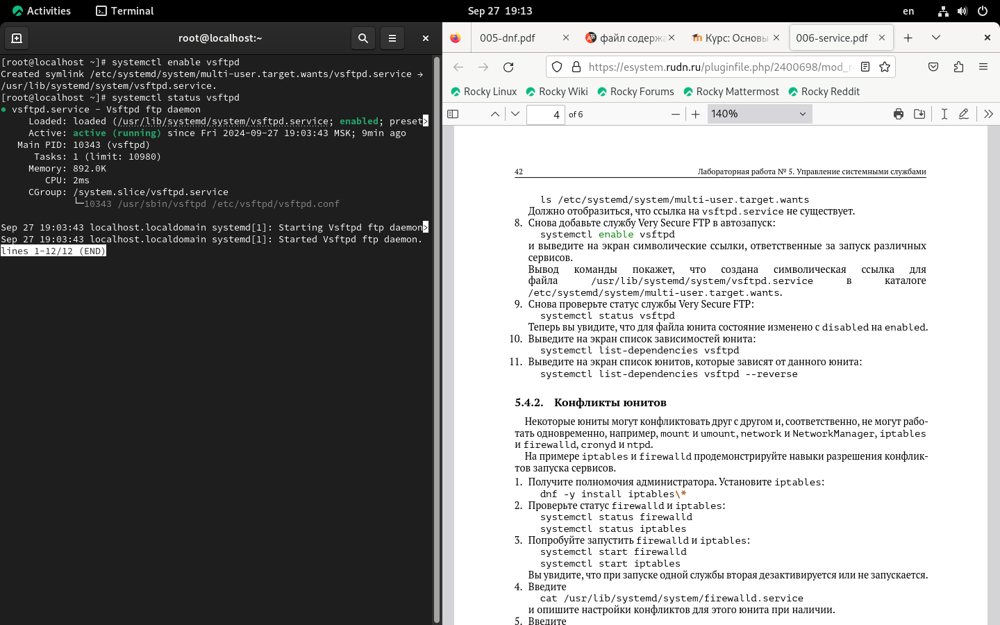 Activities Terminal Sep 27 19:13 en
root@localhost:~
[root@localhost ~]# systemctl enable vsftpd
Created symlink /etc/systemd/system/multi-user.target.wants/vsftpd.service →
/usr/lib/systemd/system/vsftpd.service.
[root@localhost ~]# systemctl status vsftpd
● vsftpd.service - Vsftpd ftp daemon
Loaded: loaded (/usr/lib/systemd/system/vsftpd.service; enabled; preset>
Active: active (running) since Fri 2024-09-27 19:03:43 MSK; 9min ago
Main PID: 10343 (vsftpd)
Tasks: 1 (limit: 10980)
Memory: 892.0K
CPU: 2ms
CGroup: /system.slice/vsftpd.service
└─10343 /usr/sbin/vsftpd /etc/vsftpd/vsftpd.conf
Sep 27 19:03:43 localhost.localdomain systemd[1]: Starting Vsftpd ftp daemon>
Sep 27 19:03:43 localhost.localdomain systemd[1]: Started Vsftpd ftp daemon.
lines 1-12/12 (END)
005-dnf.pdf файл содержа Курс: Основы 006-service.pdf
https://esystem.rudn.ru/pluginfile.php/2400698/mod_r
Rocky Linux Rocky Wiki Rocky Forums Rocky Mattermost Rocky Reddit
4 of 6 140%
42 Лабораторная работа № 5. Управление системными службами
ls /etc/systemd/system/multi-user.target.wants
Должно отобразиться, что ссылка на vsftpd.service не существует.
8. Снова добавьте службу Very Secure FTP в автозапуск:
systemctl enable vsftpd
и выведите на экран символические ссылки, ответственные за запуск различных
сервисов.
Вывод команды покажет, что создана символическая ссылка для
файла /usr/lib/systemd/system/vsftpd.service в каталоге
/etc/systemd/system/multi-user.target.wants.
9. Снова проверьте статус службы Very Secure FTP:
systemctl status vsftpd
Теперь вы увидите, что для файла юнита состояние изменено с disabled на enabled.
10. Выведите на экран список зависимостей юнита:
systemctl list-dependencies vsftpd
11. Выведите на экран список юнитов, которые зависят от данного юнита:
systemctl list-dependencies vsftpd --reverse
5.4.2. Конфликты юнитов
Некоторые юниты могут конфликтовать друг с другом и, соответственно, не могут рабо-
тать одновременно, например, mount и umount, network и NetworkManager, iptables
и firewalld, cronyd и ntpd.
На примере iptables и firewalld продемонстрируйте навыки разрешения конфлик-
тов запуска сервисов.
1. Получите полномочия администратора. Установите iptables:
dnf -y install iptables\*
2. Проверьте статус firewalld и iptables:
systemctl status firewalld
systemctl status iptables
3. Попробуйте запустить firewalld и iptables:
systemctl start firewalld
systemctl start iptables
Вы увидите, что при запуске одной службы вторая дезактивируется или не запускается.
4. Введите
cat /usr/lib/systemd/system/firewalld.service
и опишите настройки конфликтов для этого юнита при наличии.
5. Введите